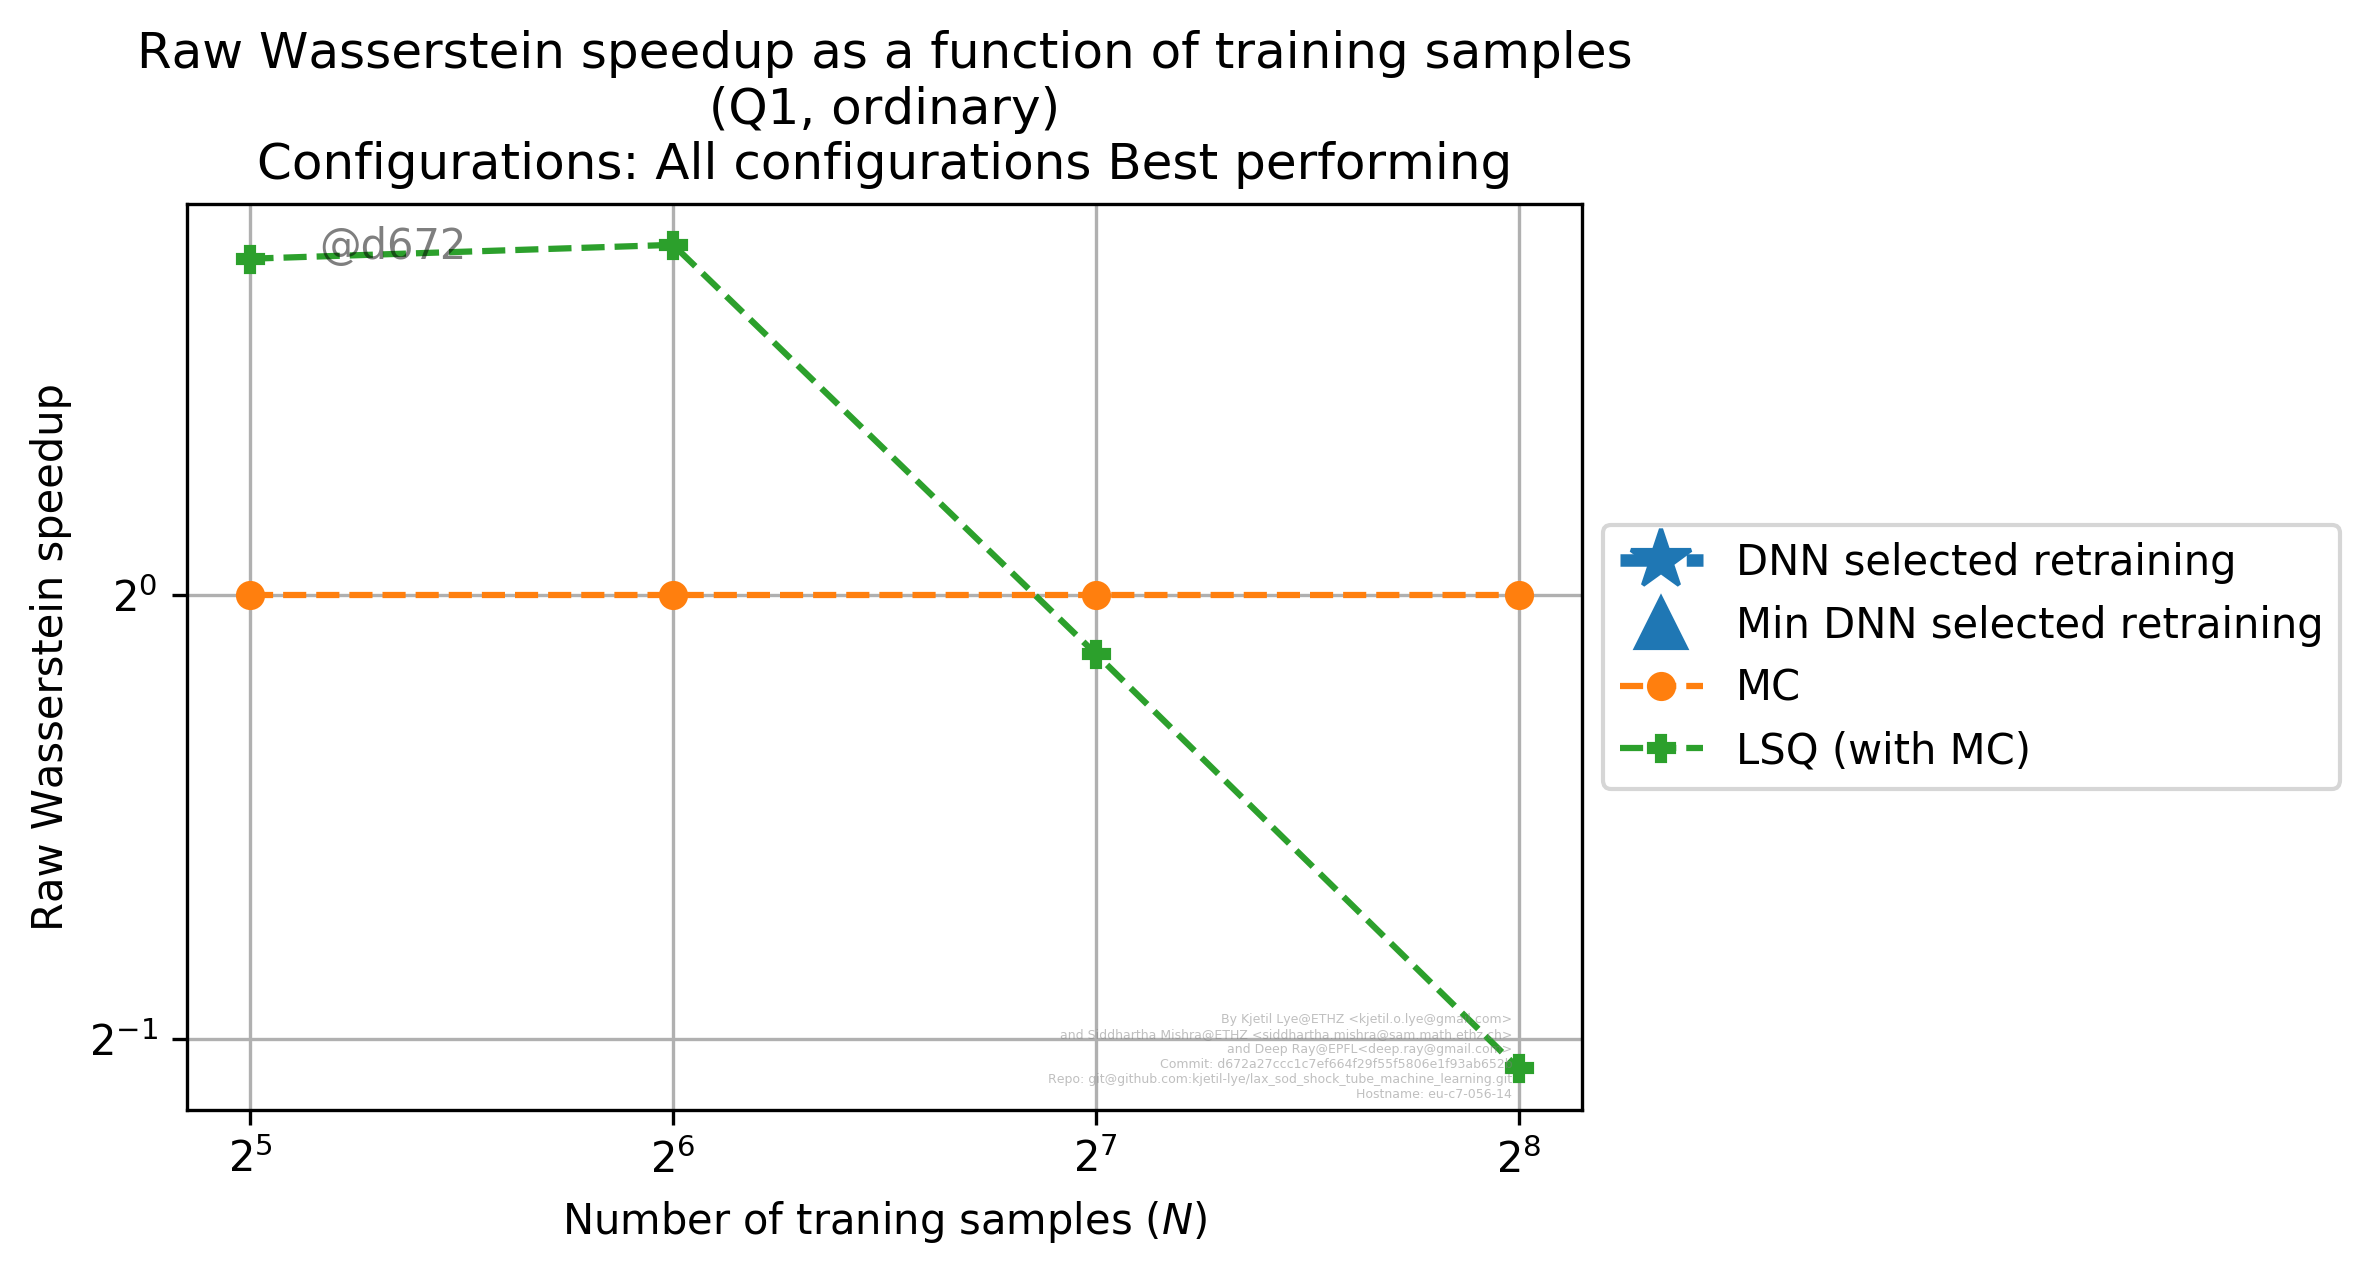 Raw Wasserstein speedup as a function of training samples
(Q1, ordinary)
Configurations: All configurations Best performing
@d672
Raw Wasserstein speedup
2⁰
2⁻¹
By Kjetil Lye@ETHZ <kjetil.o.lye@gmail.com>
and Siddhartha Mishra@ETHZ <siddhartha.mishra@sam.math.ethz.ch>
and Deep Ray@EPFL<deep.ray@gmail.com>
Commit:
Repo: git@github.com:kjetil-lye/lax_sod_shock_tube_machine_learning.git
Hostname: eu-c7-056-14
2⁵ 2⁶ 2⁷ 2⁸
Number of traning samples (N)
DNN selected retraining
Min DNN selected retraining
MC
LSQ (with MC)